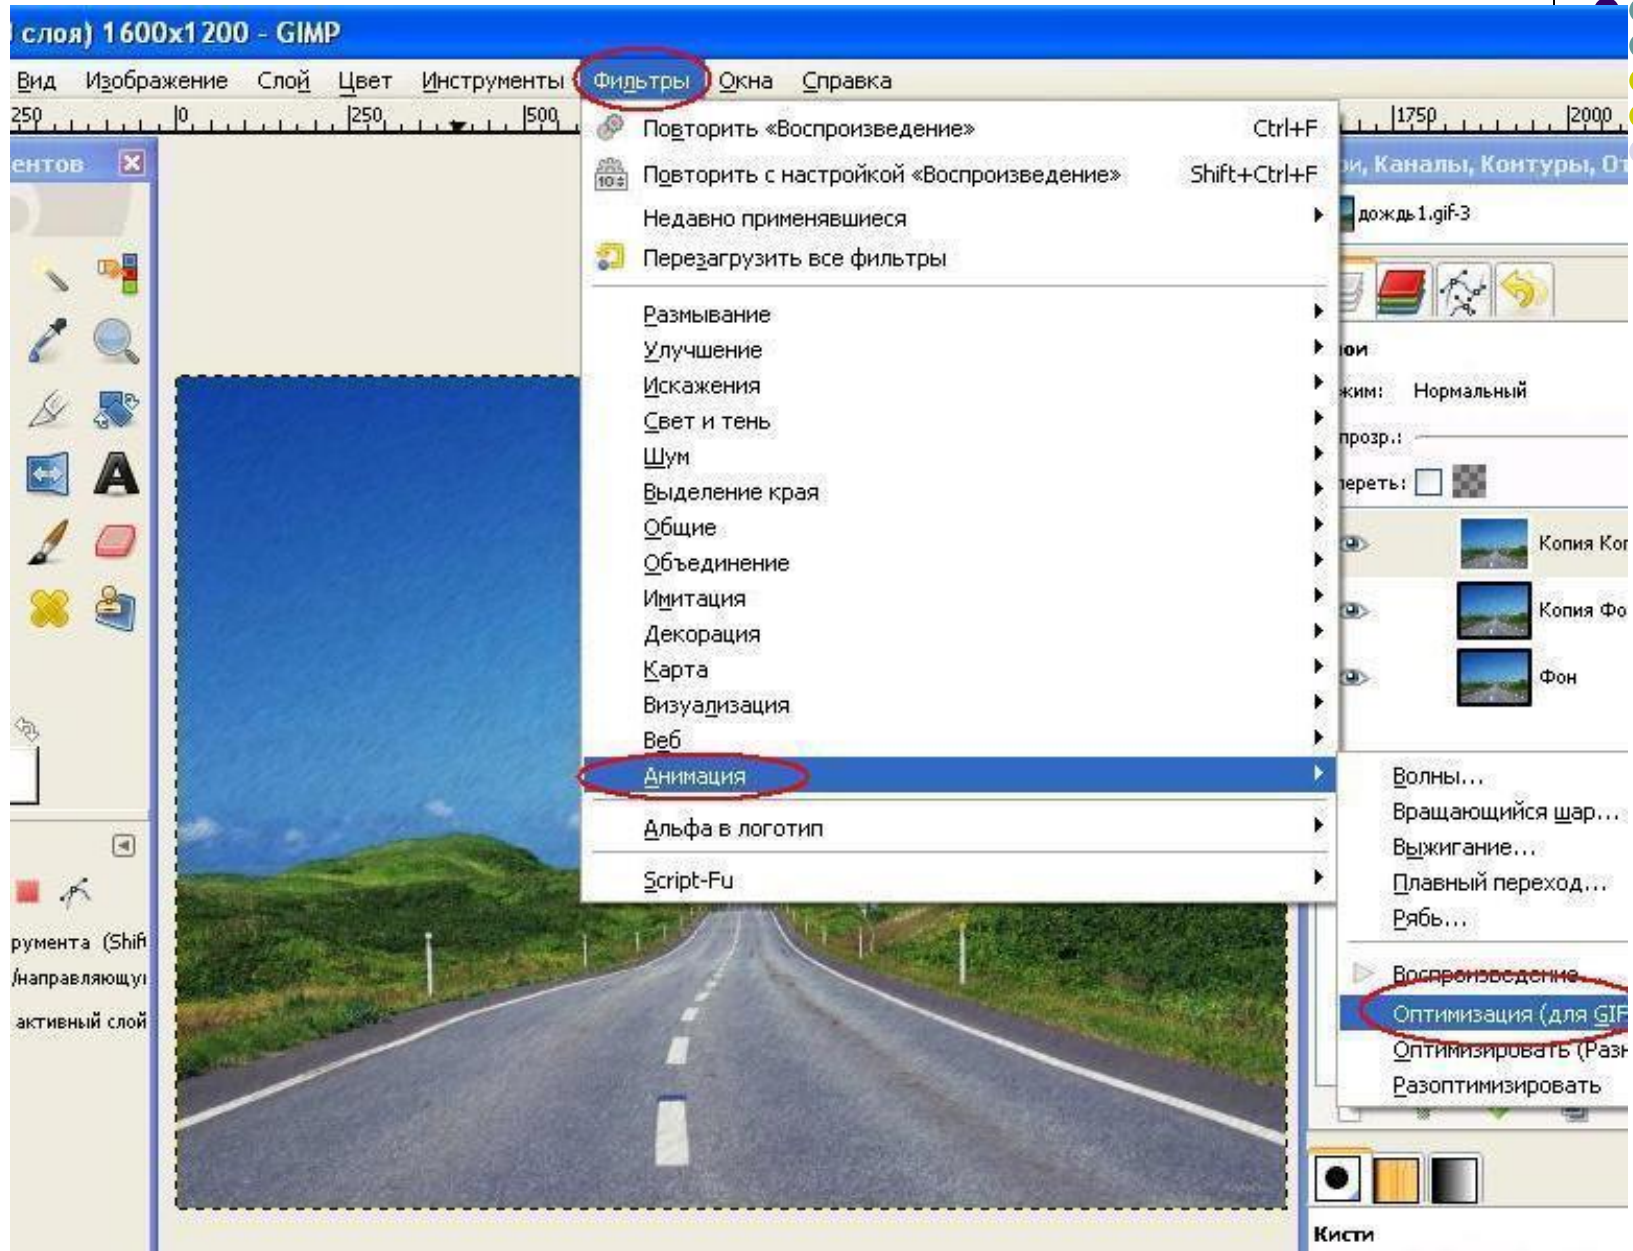 слоя) 1600x1200 - GIMP
Вид Изображение Слой Цвет Инструменты Фильтры Окна Справка
250 0 250 500 1750 2000
ентов
Повторить «Воспроизведение» Ctrl+F
Повторить с настройкой «Воспроизведение» Shift+Ctrl+F
Недавно применявшиеся
Перезагрузить все фильтры
Размывание
Улучшение
Искажения
Свет и тень
Шум
Выделение края
Общие
Объединение
Имитация
Декорация
Карта
Визуализация
Веб
Анимация
Альфа в логотип
Script-Fu
и, Каналы, Контуры, От
дождь1.gif-3
ои
жим: Нормальный
прозр.:
переть:
Копия Коп
Копия Фо
Фон
Волны...
Вращающийся шар...
Выжигание...
Плавный переход...
Рябь...
Воспроизведение
Оптимизация (для GIF
Оптимизировать (Разн
Разоптимизировать
румента (Shift
/направляющую
активный слой
Кисти